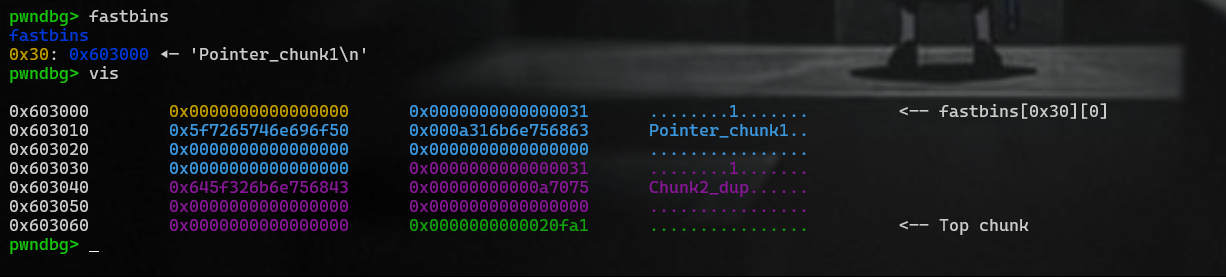 pwndbg> fastbins
fastbins
0x30: 0x603000 ◂— 'Pointer_chunk1\n'
pwndbg> vis
0x603000 0x0000000000000000 0x0000000000000031 ........1....... <-- fastbins[0x30][0]
0x603010 0x5f7265746e696f50 0x000a316b6e756863 Pointer_chunk1..
0x603020 0x0000000000000000 0x0000000000000000 ................
0x603030 0x0000000000000000 0x0000000000000031 ........1.......
0x603040 0x645f326b6e756843 0x00000000000a7075 Chunk2_dup......
0x603050 0x0000000000000000 0x0000000000000000 ................
0x603060 0x0000000000000000 0x0000000000020fa1 ................ <-- Top chunk
pwndbg> _